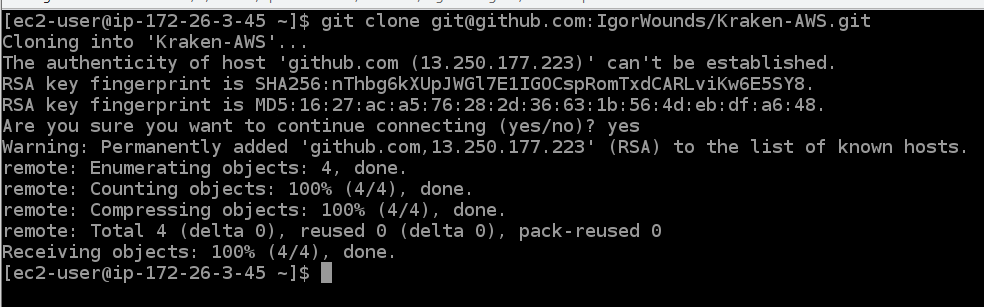 [ec2-user@ip-172-26-3-45 ~]$ git clone git@github.com:IgorWounds/Kraken-AWS.git
Cloning into 'Kraken-AWS'...
The authenticity of host 'github.com (13.250.177.223)' can't be established.
RSA key fingerprint is SHA256:nThbg6kXUpJWGl7E1IGOCspRomTxdCARLviKw6E5SY8.
RSA key fingerprint is MD5:16:27:ac:a5:76:28:2d:36:63:1b:56:4d:eb:df:a6:48.
Are you sure you want to continue connecting (yes/no)? yes
Warning: Permanently added 'github.com,13.250.177.223' (RSA) to the list of known hosts.
remote: Enumerating objects: 4, done.
remote: Counting objects: 100% (4/4), done.
remote: Compressing objects: 100% (4/4), done.
remote: Total 4 (delta 0), reused 0 (delta 0), pack-reused 0
Receiving objects: 100% (4/4), done.
[ec2-user@ip-172-26-3-45 ~]$